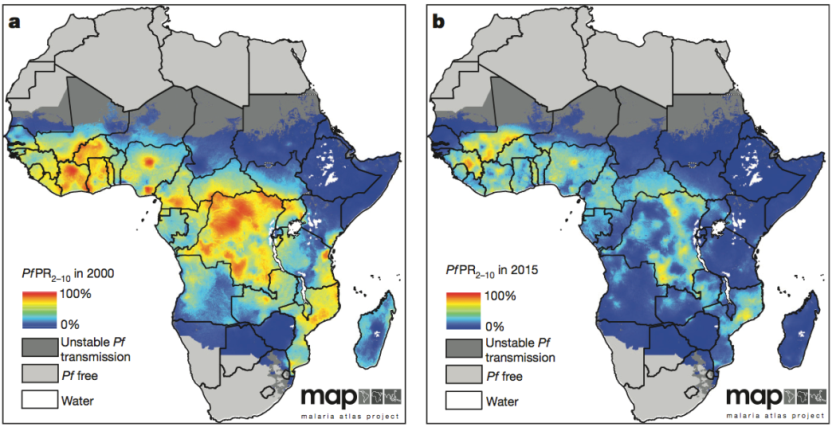 a
PfPR2–10 in 2000
100%
0%
Unstable Pf
transmission
Pf free
Water
map
malaria atlas project
b
PfPR2–10 in 2015
100%
0%
Unstable Pf
transmission
Pf free
Water
map
malaria atlas project